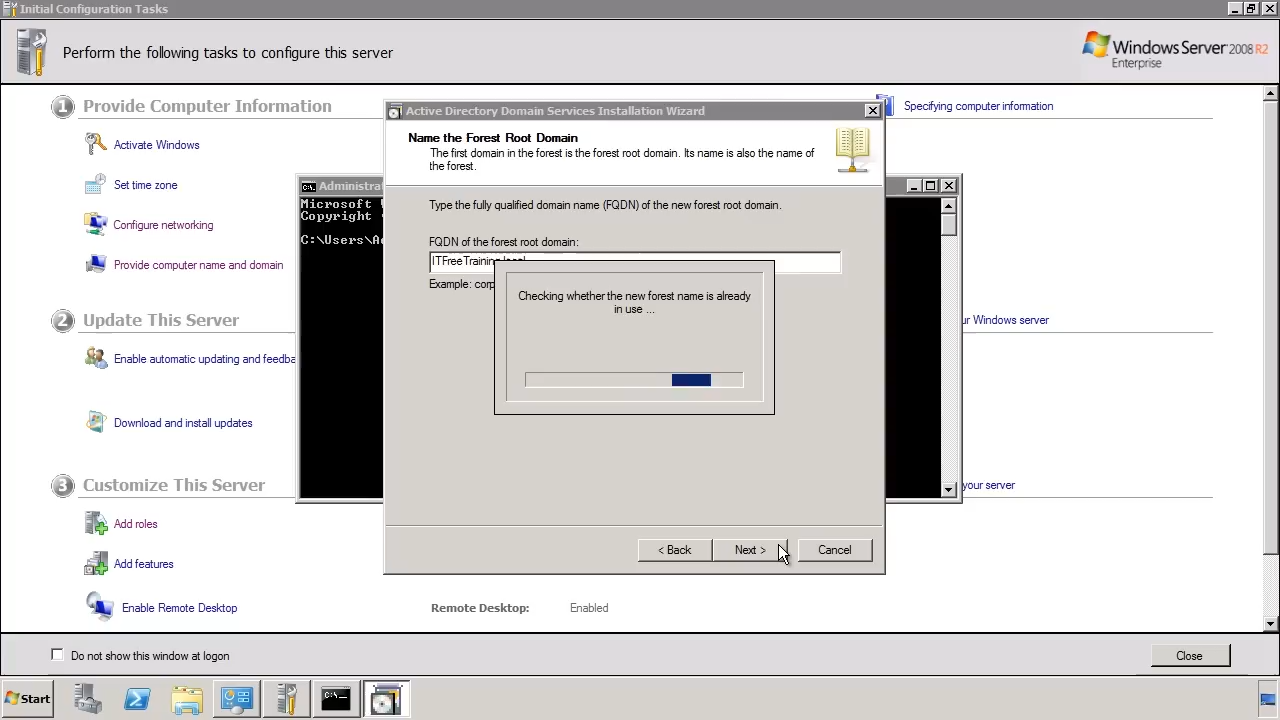 Initial Configuration Tasks
Perform the following tasks to configure this server
Windows Server 2008 R2
Enterprise
1 Provide Computer Information
Specifying computer information
Activate Windows
Set time zone
Configure networking
Provide computer name and domain
2 Update This Server
ur Windows server
Enable automatic updating and feedba
Download and install updates
3 Customize This Server
your server
Add roles
Add features
Enable Remote Desktop
Remote Desktop:
Enabled
Do not show this window at logon
Close
Administra
Microsoft
Copyright
C:\Users\Ad
Active Directory Domain Services Installation Wizard
Name the Forest Root Domain
The first domain in the forest is the forest root domain. Its name is also the name of
the forest.
Type the fully qualified domain name (FQDN) of the new forest root domain.
FQDN of the forest root domain:
ITFreeTraining.local
Example: corp
Checking whether the new forest name is already
in use ...
< Back
Next >
Cancel
Start
C:\_